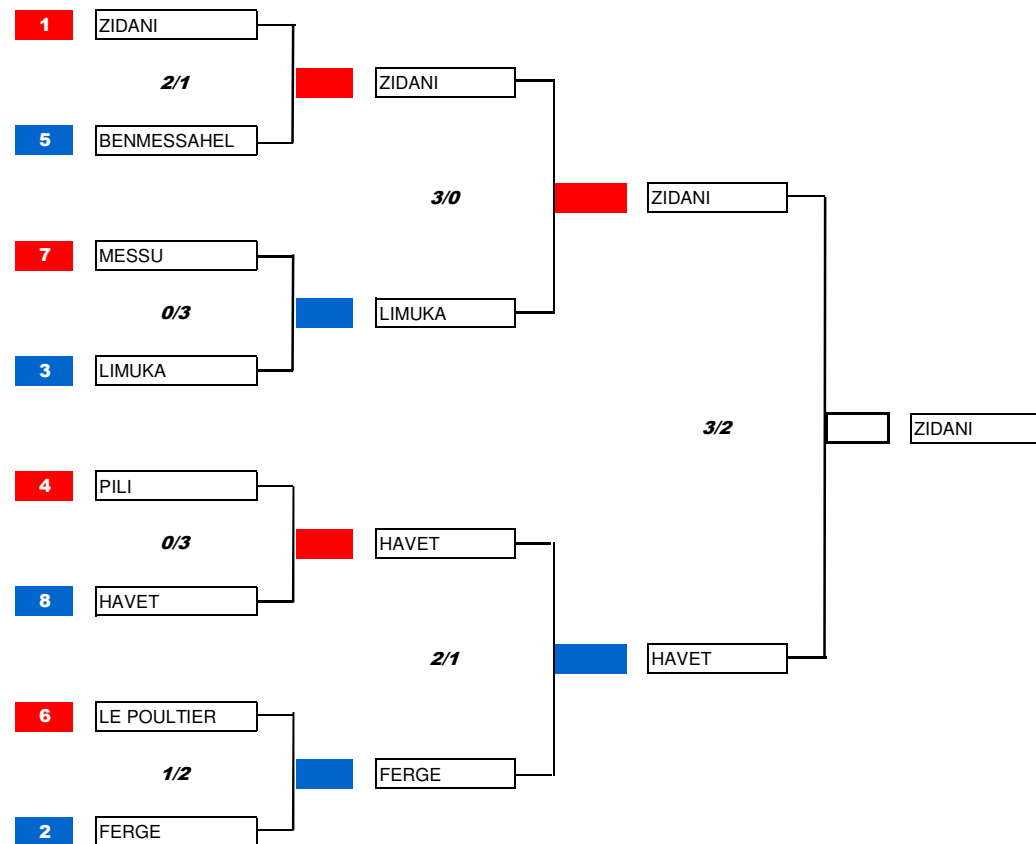 1 ZIDANI
2/1
ZIDANI
5 BENMESSAHEL
3/0
ZIDANI
7 MESSU
0/3
LIMUKA
3 LIMUKA
3/2
ZIDANI
4 PILI
0/3
HAVET
8 HAVET
2/1
HAVET
6 LE POULTIER
1/2
FERGE
2 FERGE